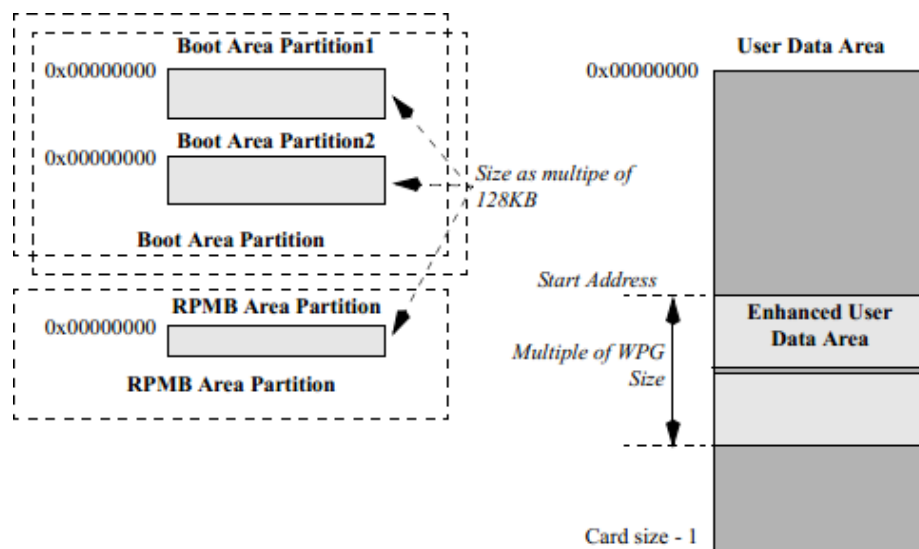 Boot Area Partition1
0x00000000
Boot Area Partition2
0x00000000
Size as multipe of
128KB
Boot Area Partition
RPMB Area Partition
0x00000000
RPMB Area Partition
User Data Area
0x00000000
Start Address
Enhanced User
Data Area
Multiple of WPG
Size
Card size - 1